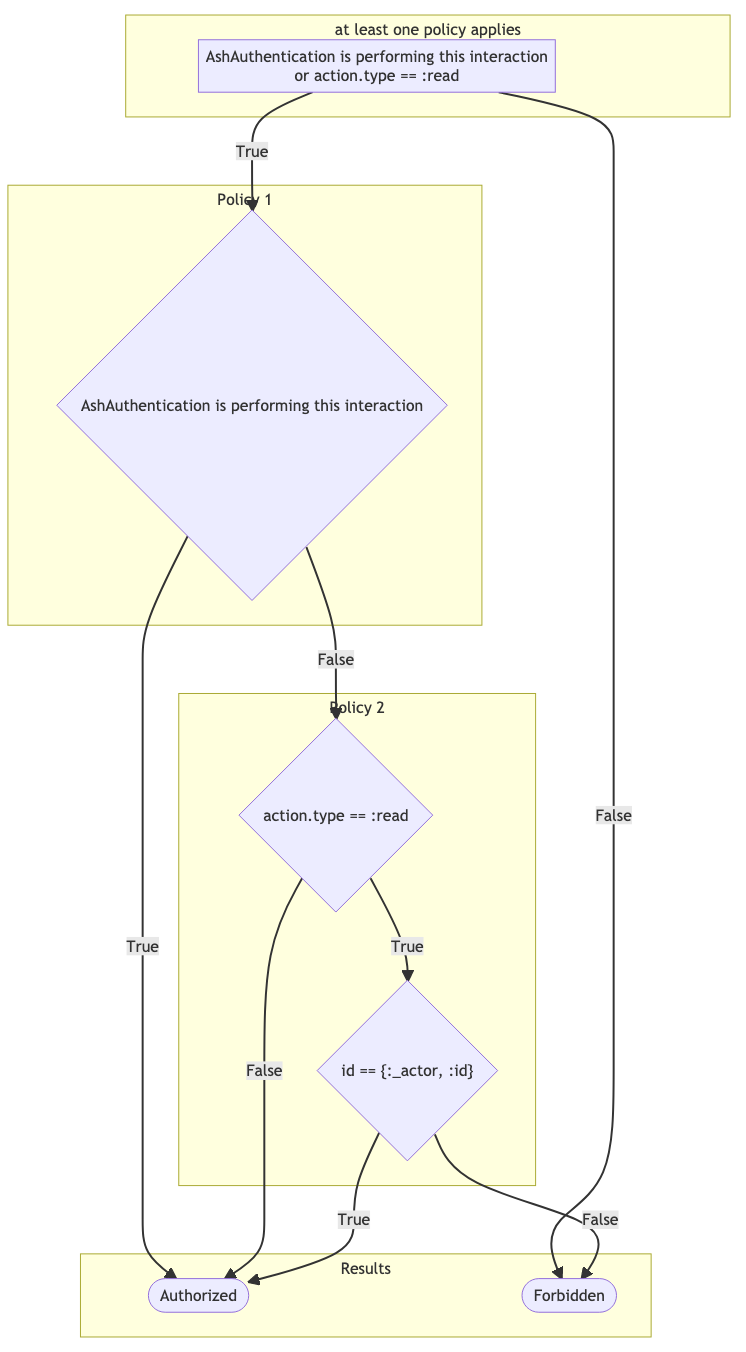 at least one policy applies
AshAuthentication is performing this interaction
or action.type == :read
True
Policy 1
AshAuthentication is performing this interaction
False
Policy 2
action.type == :read
False
True
True
False
id == {:_actor, :id}
True
False
Results
Authorized
Forbidden